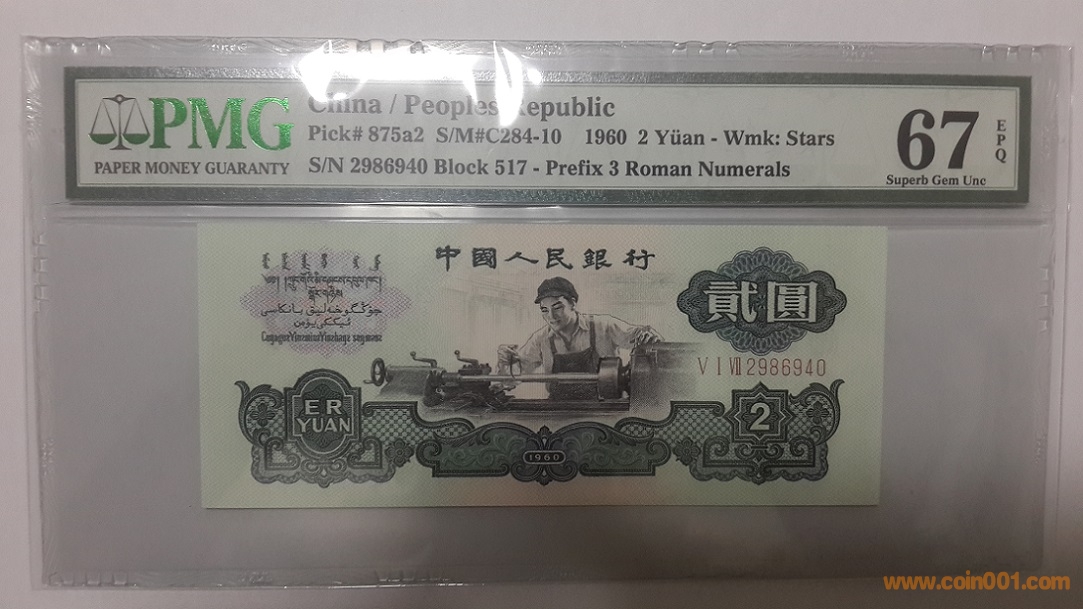 PMG
PAPER MONEY GUARANTY
China / Peoples Republic
Pick# 875a2 S/M#C284-10 1960 2 Yüan - Wmk: Stars
S/N 2986940 Block 517 - Prefix 3 Roman Numerals
67
EPQ
Superb Gem Unc
中國人民銀行
貳圓
V I VII 2986940
ER
YUAN
2
1960
www.coin001.com